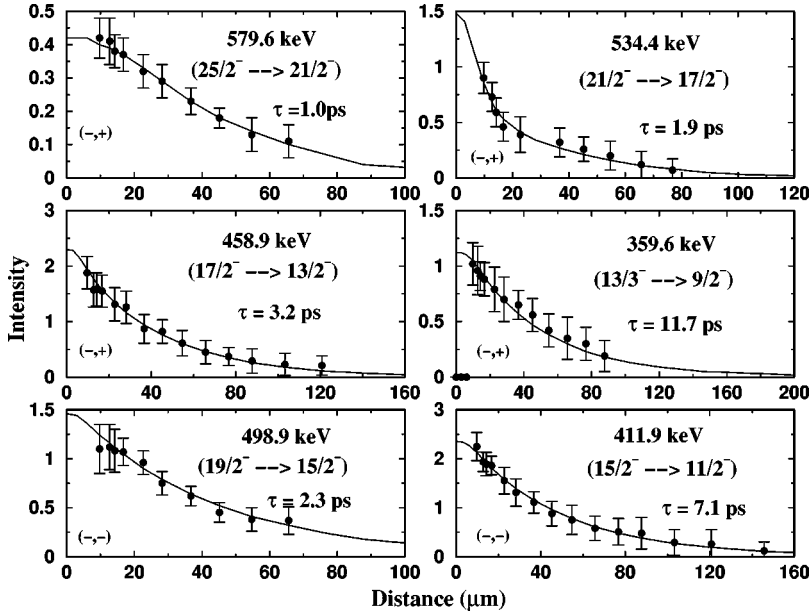 0.5
0.4
0.3
0.2
0.1
0
579.6 keV
(25/2⁻ --> 21/2⁻)
τ =1.0ps
(−,+)
0 20 40 60 80 100
1.5
1
0.5
0
534.4 keV
(21/2⁻ --> 17/2⁻)
τ = 1.9 ps
(−,+)
0 20 40 60 80 100 120
3
2
1
0
458.9 keV
(17/2⁻ --> 13/2⁻)
τ = 3.2 ps
(−,+)
0 40 80 120 160
1.5
1
0.5
0
359.6 keV
(13/3⁻ --> 9/2⁻)
τ = 11.7 ps
(−,+)
0 40 80 120 160 200
1.5
1
0.5
0
498.9 keV
(19/2⁻ --> 15/2⁻)
τ = 2.3 ps
(−,−)
0 20 40 60 80 100
3
2
1
0
411.9 keV
(15/2⁻ --> 11/2⁻)
τ = 7.1 ps
(−,−)
0 40 80 120 160
Intensity
Distance (μm)